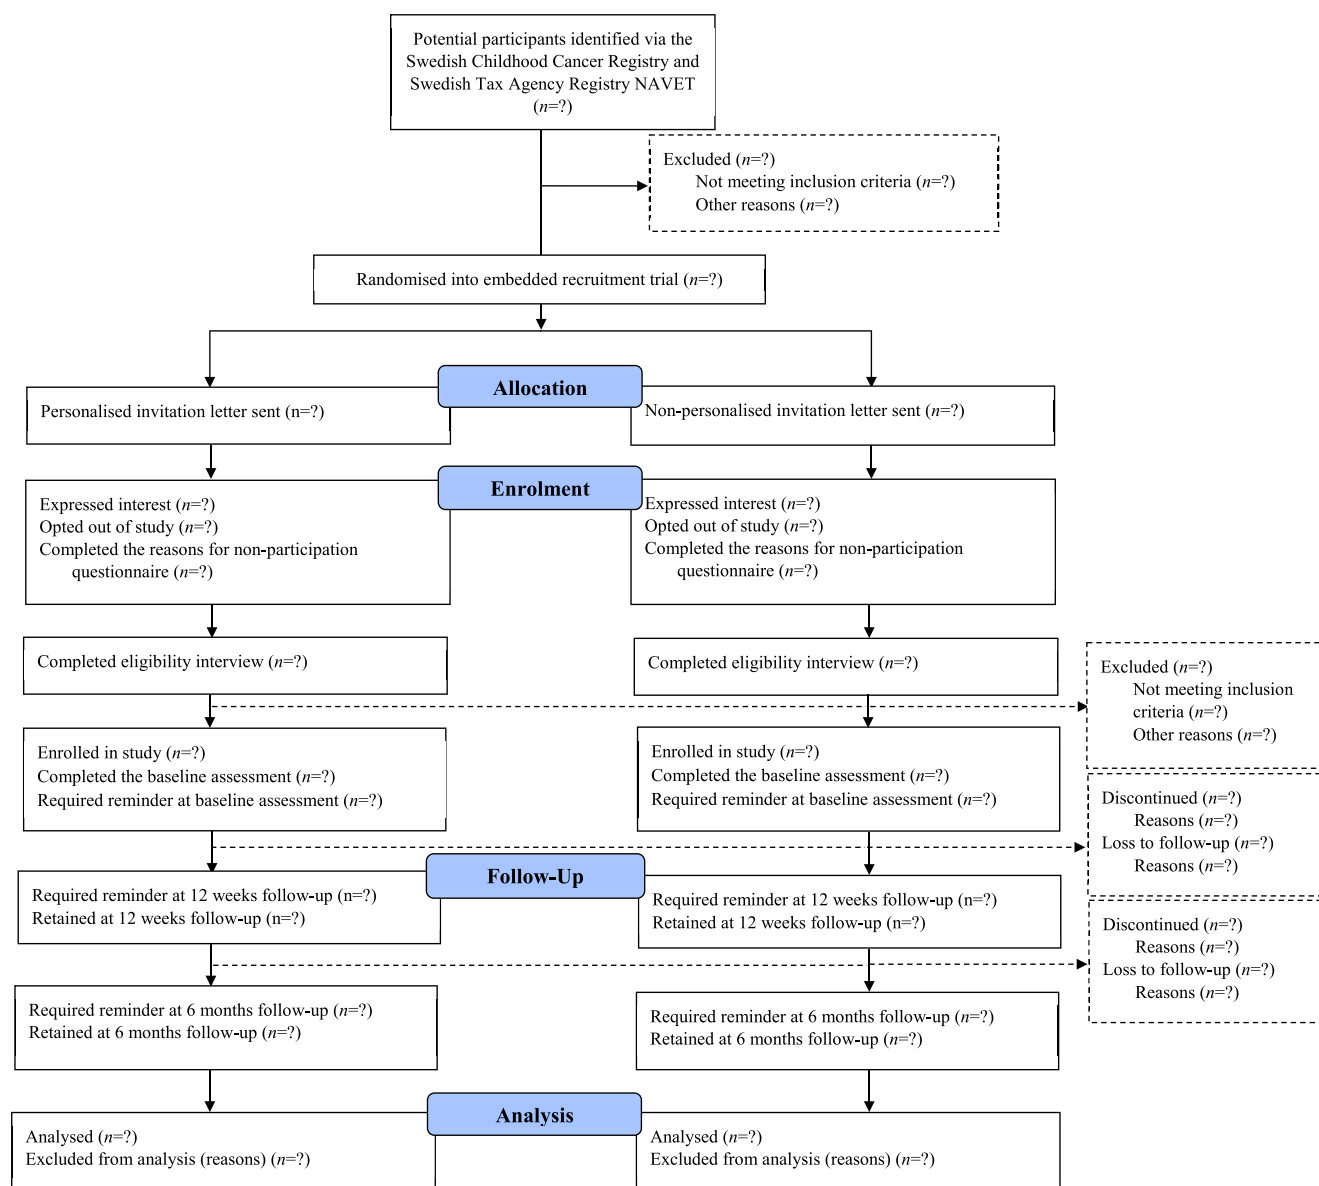 Potential participants identified via the
Swedish Childhood Cancer Registry and
Swedish Tax Agency Registry NAVET
(n=?)
Excluded (n=?)
Not meeting inclusion criteria (n=?)
Other reasons (n=?)
Randomised into embedded recruitment trial (n=?)
Allocation
Personalised invitation letter sent (n=?)
Non-personalised invitation letter sent (n=?)
Enrolment
Expressed interest (n=?)
Opted out of study (n=?)
Completed the reasons for non-participation
questionnaire (n=?)
Expressed interest (n=?)
Opted out of study (n=?)
Completed the reasons for non-participation
questionnaire (n=?)
Completed eligibility interview (n=?)
Completed eligibility interview (n=?)
Excluded (n=?)
Not meeting inclusion
criteria (n=?)
Other reasons (n=?)
Enrolled in study (n=?)
Completed the baseline assessment (n=?)
Required reminder at baseline assessment (n=?)
Enrolled in study (n=?)
Completed the baseline assessment (n=?)
Required reminder at baseline assessment (n=?)
Discontinued (n=?)
Reasons (n=?)
Loss to follow-up (n=?)
Reasons (n=?)
Follow-Up
Required reminder at 12 weeks follow-up (n=?)
Retained at 12 weeks follow-up (n=?)
Required reminder at 12 weeks follow-up (n=?)
Retained at 12 weeks follow-up (n=?)
Discontinued (n=?)
Reasons (n=?)
Loss to follow-up (n=?)
Reasons (n=?)
Required reminder at 6 months follow-up (n=?)
Retained at 6 months follow-up (n=?)
Required reminder at 6 months follow-up (n=?)
Retained at 6 months follow-up (n=?)
Analysis
Analysed (n=?)
Excluded from analysis (reasons) (n=?)
Analysed (n=?)
Excluded from analysis (reasons) (n=?)